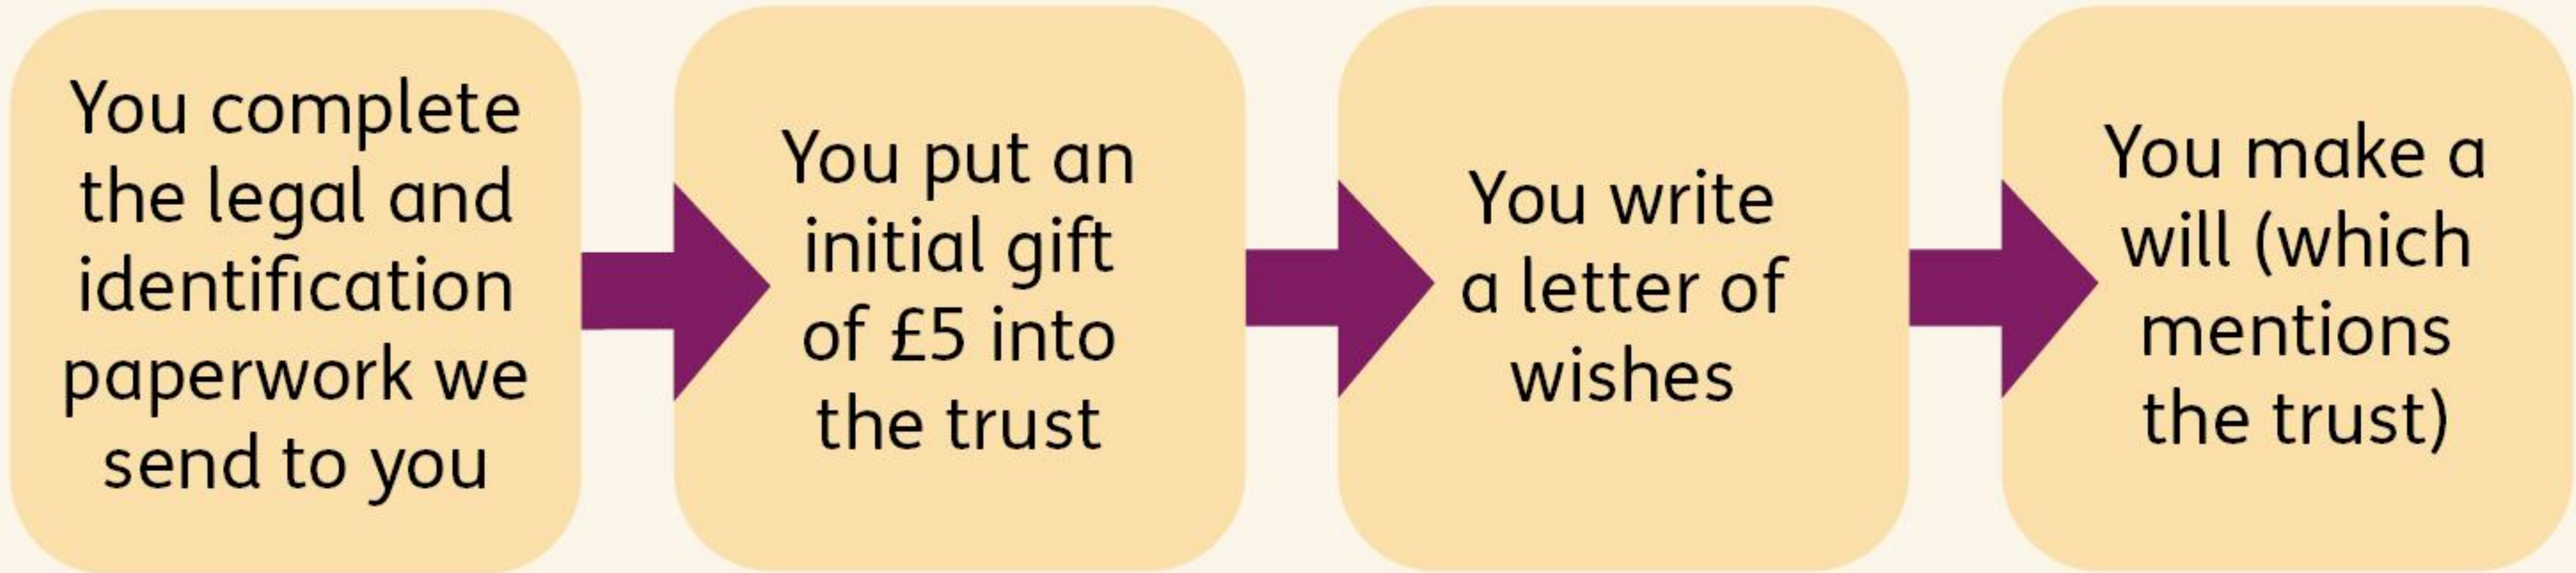 You complete
the legal and
identification
paperwork we
send to you
You put an
initial gift
of £5 into
the trust
You write
a letter of
wishes
You make a
will (which
mentions
the trust)